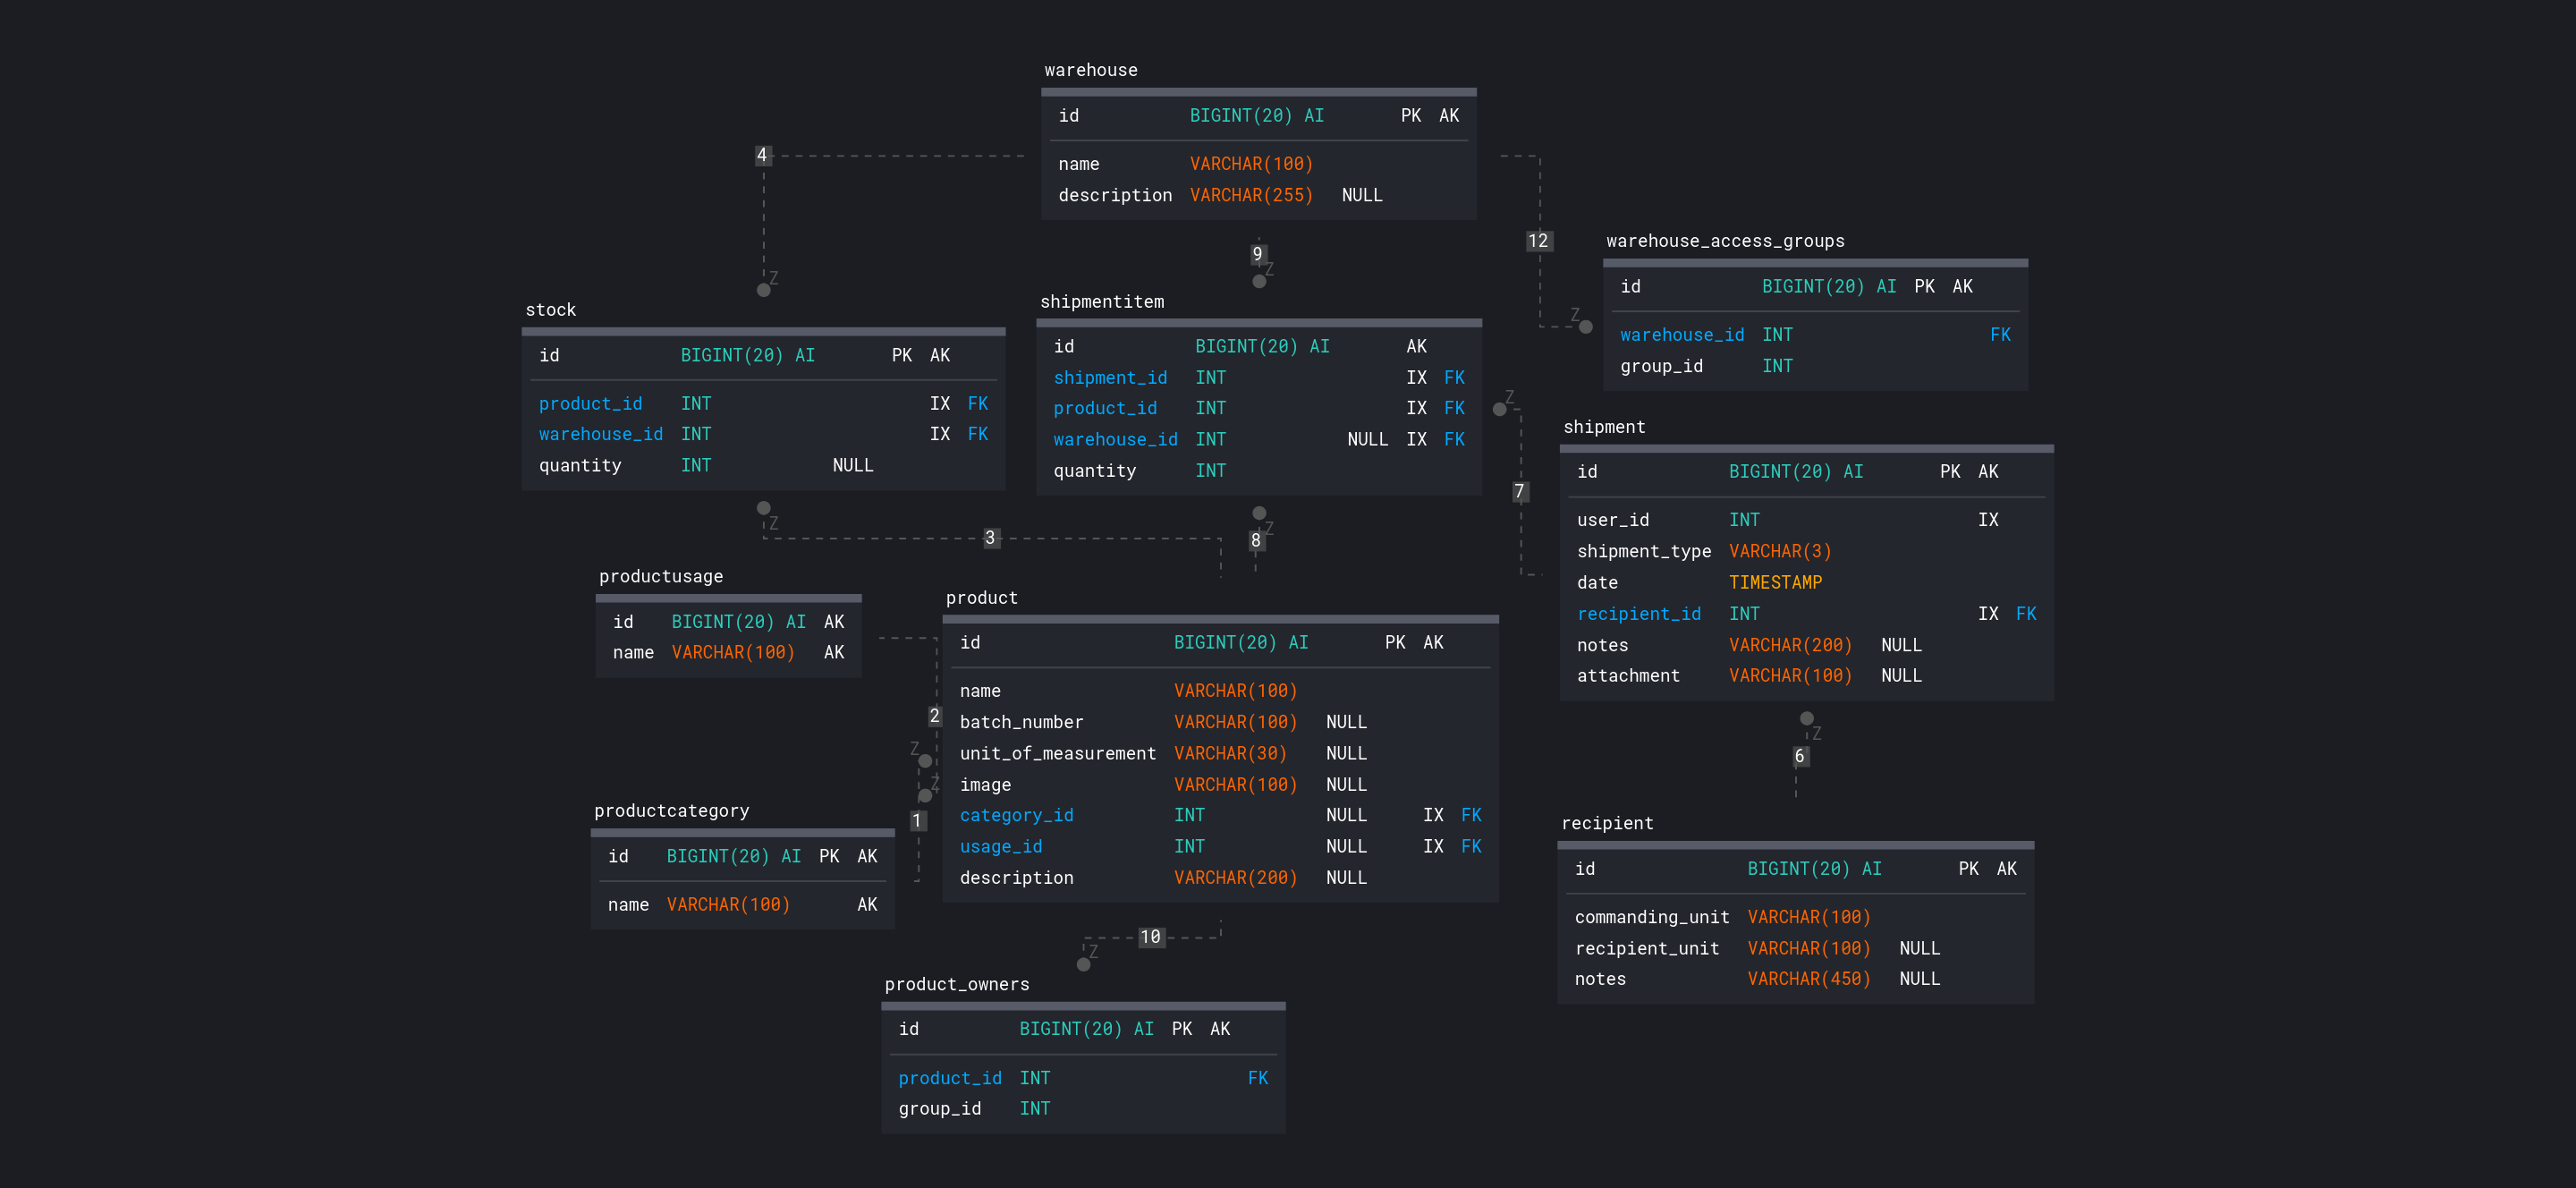 warehouse
id BIGINT(20) AI PK AK
name VARCHAR(100)
description VARCHAR(255) NULL
4
9
Z
12
Z
Z
warehouse_access_groups
id BIGINT(20) AI PK AK
warehouse_id INT FK
group_id INT
stock
id BIGINT(20) AI PK AK
product_id INT IX FK
warehouse_id INT IX FK
quantity INT NULL
shipmentitem
id BIGINT(20) AI AK
shipment_id INT IX FK
product_id INT IX FK
warehouse_id INT NULL IX FK
quantity INT
Z
7
shipment
id BIGINT(20) AI PK AK
user_id INT IX
shipment_type VARCHAR(3)
date TIMESTAMP
recipient_id INT IX FK
notes VARCHAR(200) NULL
attachment VARCHAR(100) NULL
Z
3
Z
8
productusage
id BIGINT(20) AI AK
name VARCHAR(100) AK
product
id BIGINT(20) AI PK AK
name VARCHAR(100)
batch_number VARCHAR(100) NULL
unit_of_measurement VARCHAR(30) NULL
image VARCHAR(100) NULL
category_id INT NULL IX FK
usage_id INT NULL IX FK
description VARCHAR(200) NULL
2
Z
Z
1
Z
6
productcategory
id BIGINT(20) AI PK AK
name VARCHAR(100) AK
recipient
id BIGINT(20) AI PK AK
commanding_unit VARCHAR(100)
recipient_unit VARCHAR(100) NULL
notes VARCHAR(450) NULL
10
Z
product_owners
id BIGINT(20) AI PK AK
product_id INT FK
group_id INT